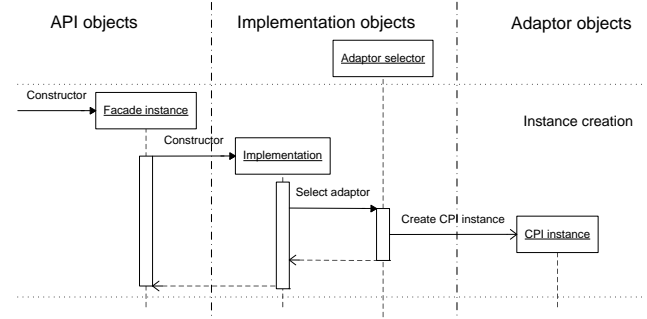 API objects
Implementation objects
Adaptor objects
Adaptor selector
Constructor
Facade instance
Instance creation
Constructor
Implementation
Select adaptor
Create CPI instance
CPI instance